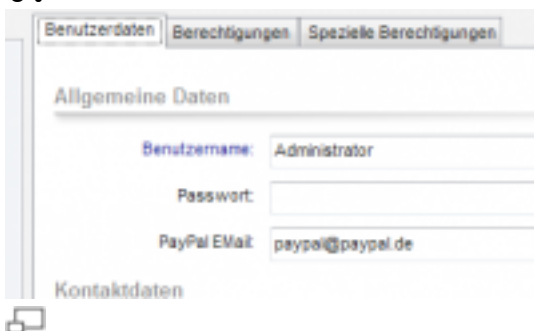 Benutzerdaten Berechtigungen Spezielle Berechtigungen
Allgemeine Daten
Benutzername: Administrator
Passwort:
PayPal EMail: paypal@paypal.de
Kontaktdaten